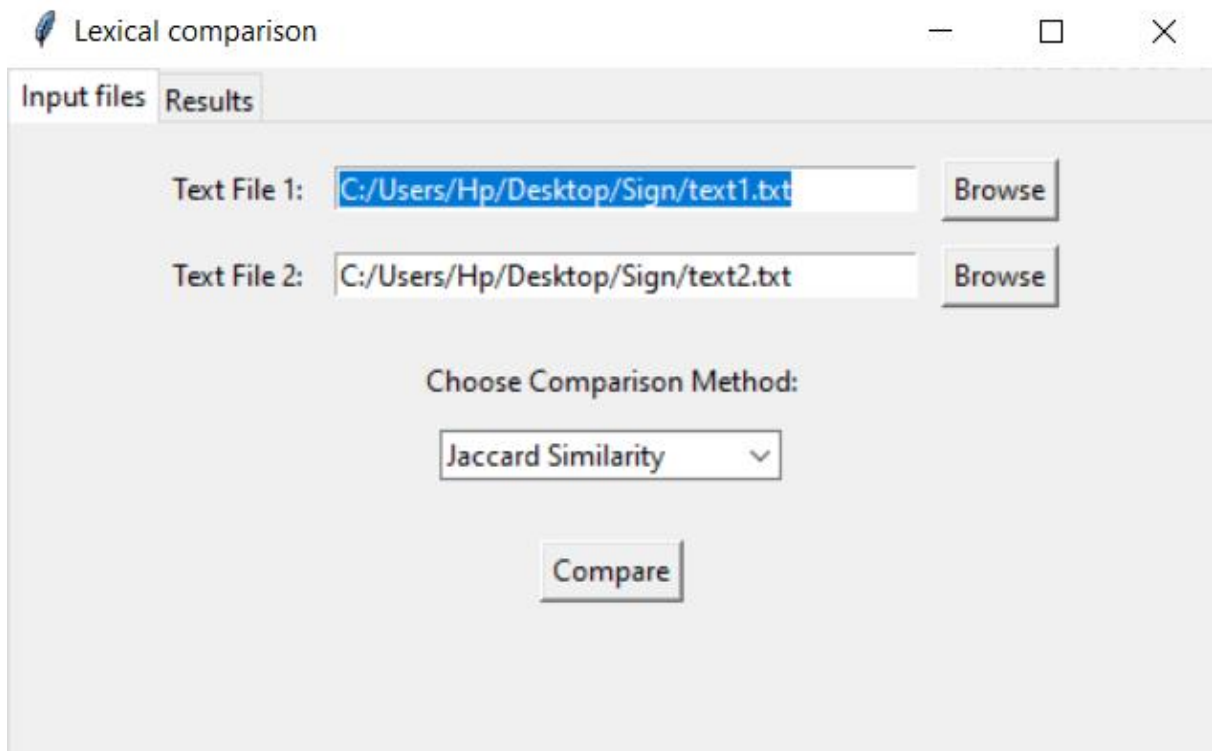 Lexical comparison
Input files Results
Text File 1: C:/Users/Hp/Desktop/Sign/text1.txt Browse
Text File 2: C:/Users/Hp/Desktop/Sign/text2.txt Browse
Choose Comparison Method:
Jaccard Similarity
Compare